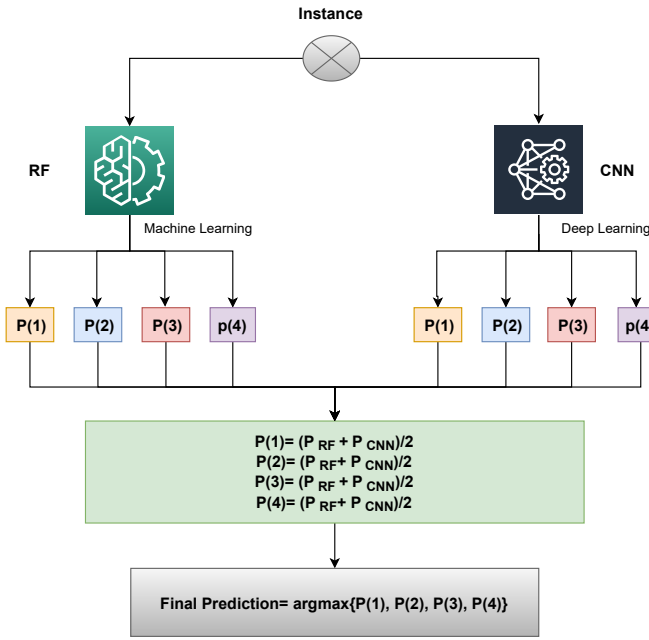 Instance
RF
CNN
Machine Learning
Deep Learning
P(1) P(2) P(3) p(4) P(1) P(2) P(3) p(4)
P(1)= (P RF + P CNN)/2
P(2)= (P RF+ P CNN)/2
P(3)= (P RF + P CNN)/2
P(4)= (P RF+ P CNN)/2
Final Prediction= argmax{P(1), P(2), P(3), P(4)}